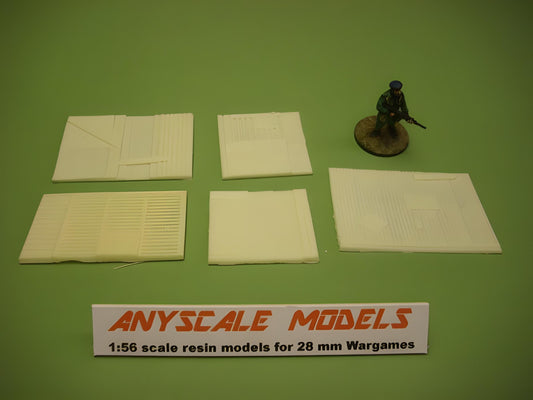 ANYSCALE MODELS
1:56 scale resin models for 28 mm Wargames